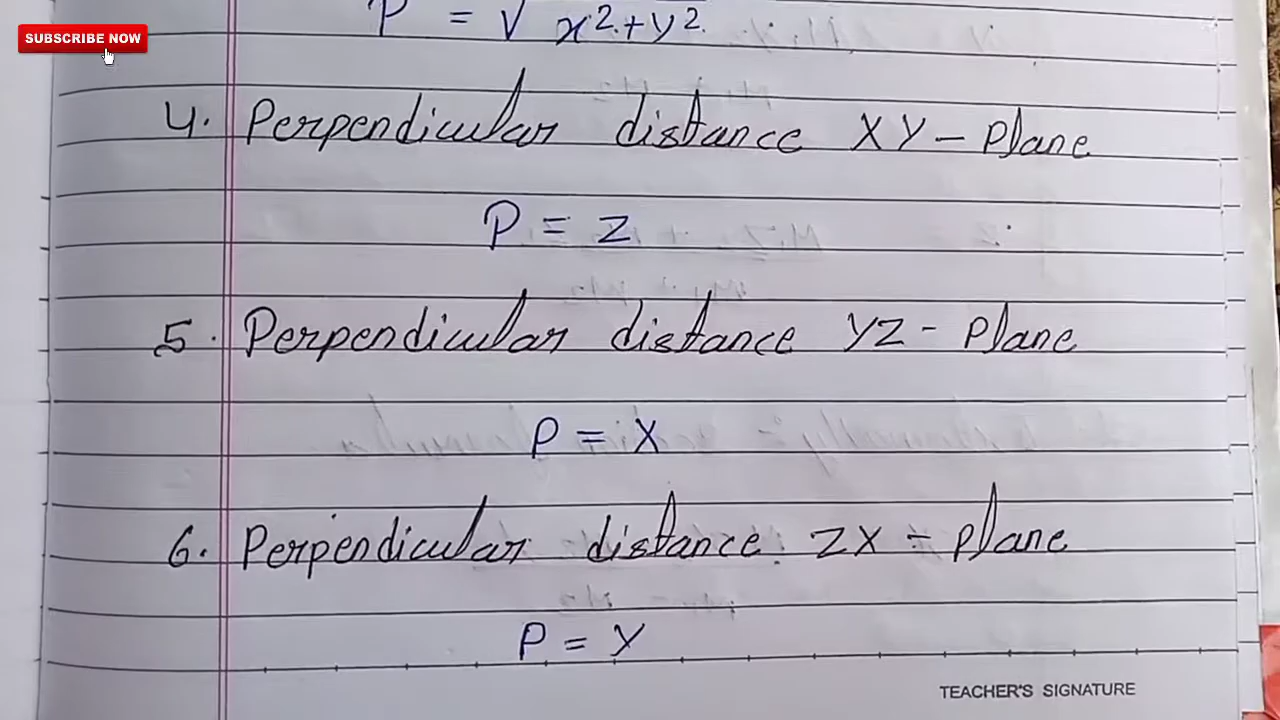 P = √x²+y²
SUBSCRIBE NOW
4. Perpendicular distance XY - Plane
P = z
5. Perpendicular distance YZ - Plane
P = X
6. Perpendicular distance ZX - Plane
P = y
TEACHER'S SIGNATURE